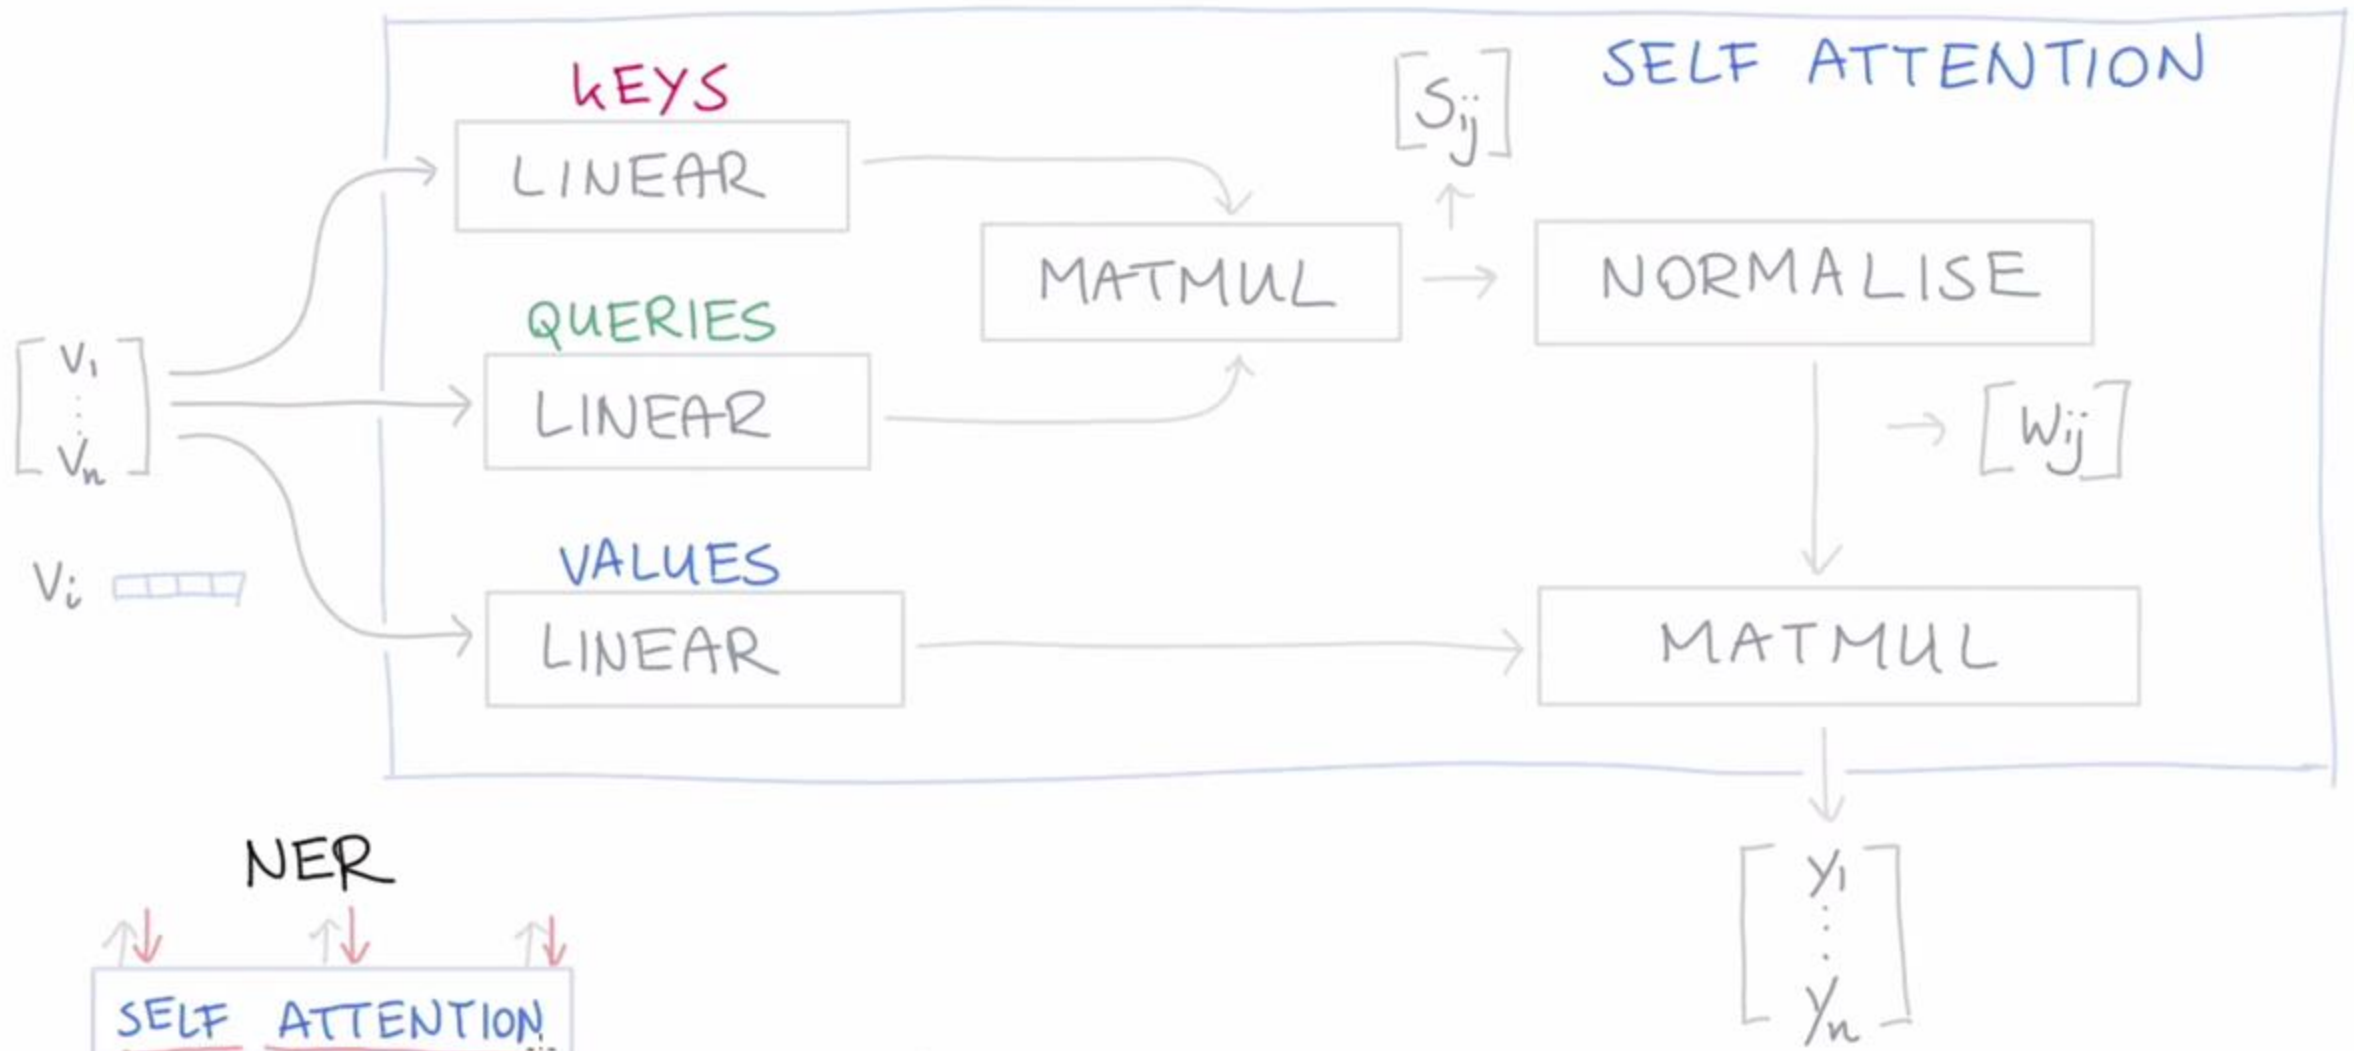 SELF ATTENTION
KEYS
LINEAR
[Sij]
MATMUL
NORMALISE
QUERIES
LINEAR
V1
⋮
Vn
[Wij]
Vi
VALUES
LINEAR
MATMUL
NER
y1
⋮
yn
SELF ATTENTION